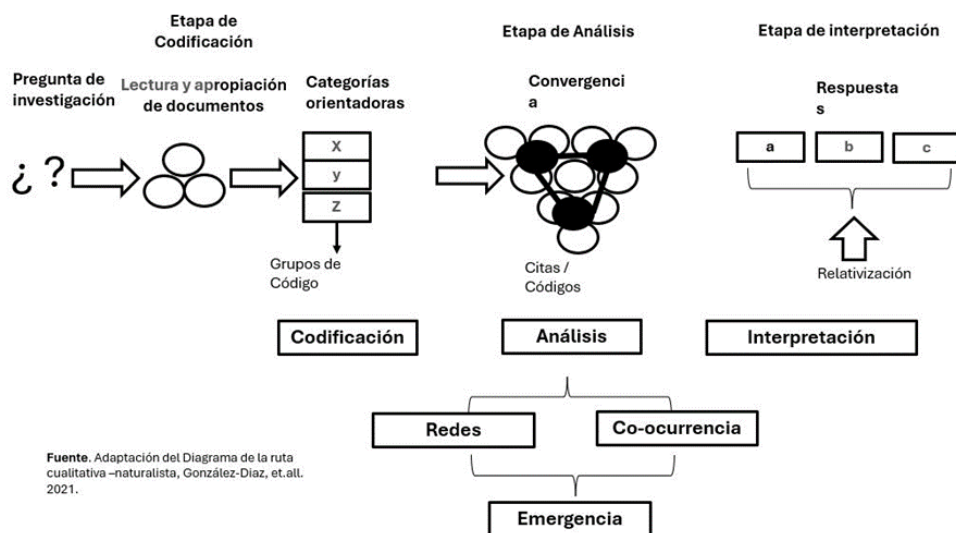 Etapa de
Codificación
Etapa de Análisis
Etapa de interpretación
Pregunta de
investigación
Lectura y apropiación
de documentos
Categorías
orientadoras
Convergenci
a
Respuesta
s
¿ ?
X
y
Z
a
b
c
Grupos de
Código
Citas /
Códigos
Relativización
Codificación
Análisis
Interpretación
Redes
Co-ocurrencia
Fuente. Adaptación del Diagrama de la ruta
cualitativa –naturalista, González-Diaz, et.all.
2021.
Emergencia